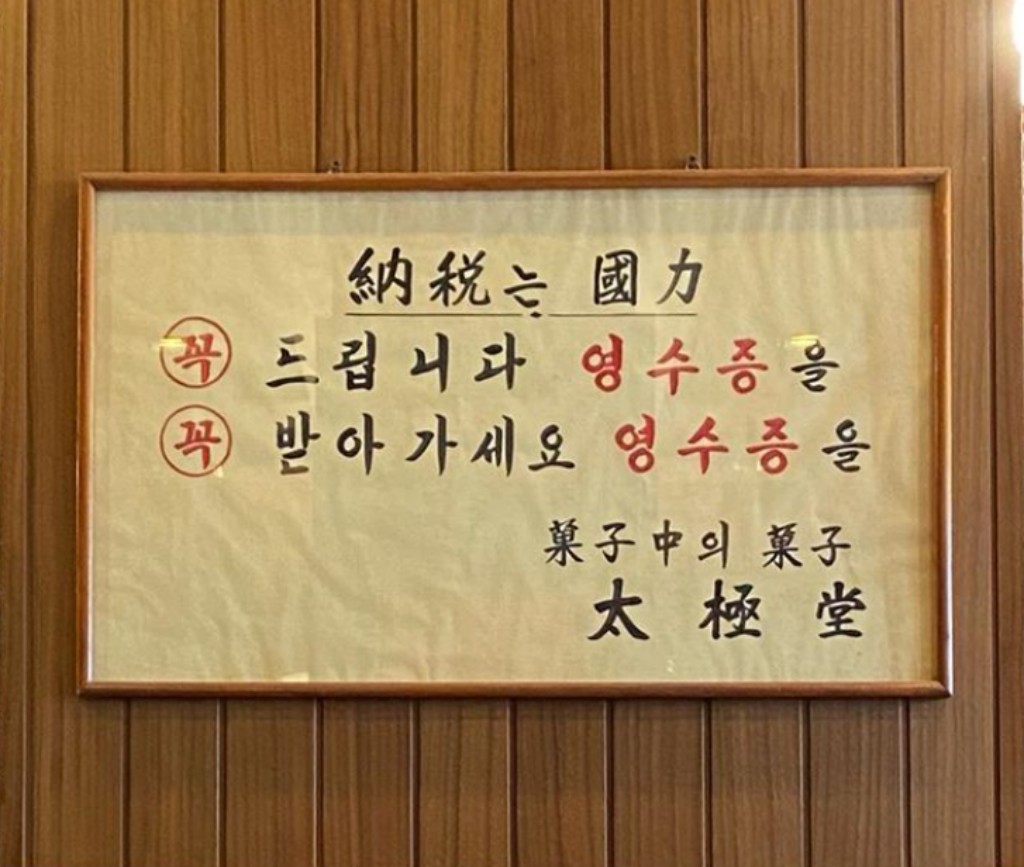 納税는 國力
꼭 드립니다 영수증을
꼭 받아가세요 영수증을
菓子中의 菓子
太極堂